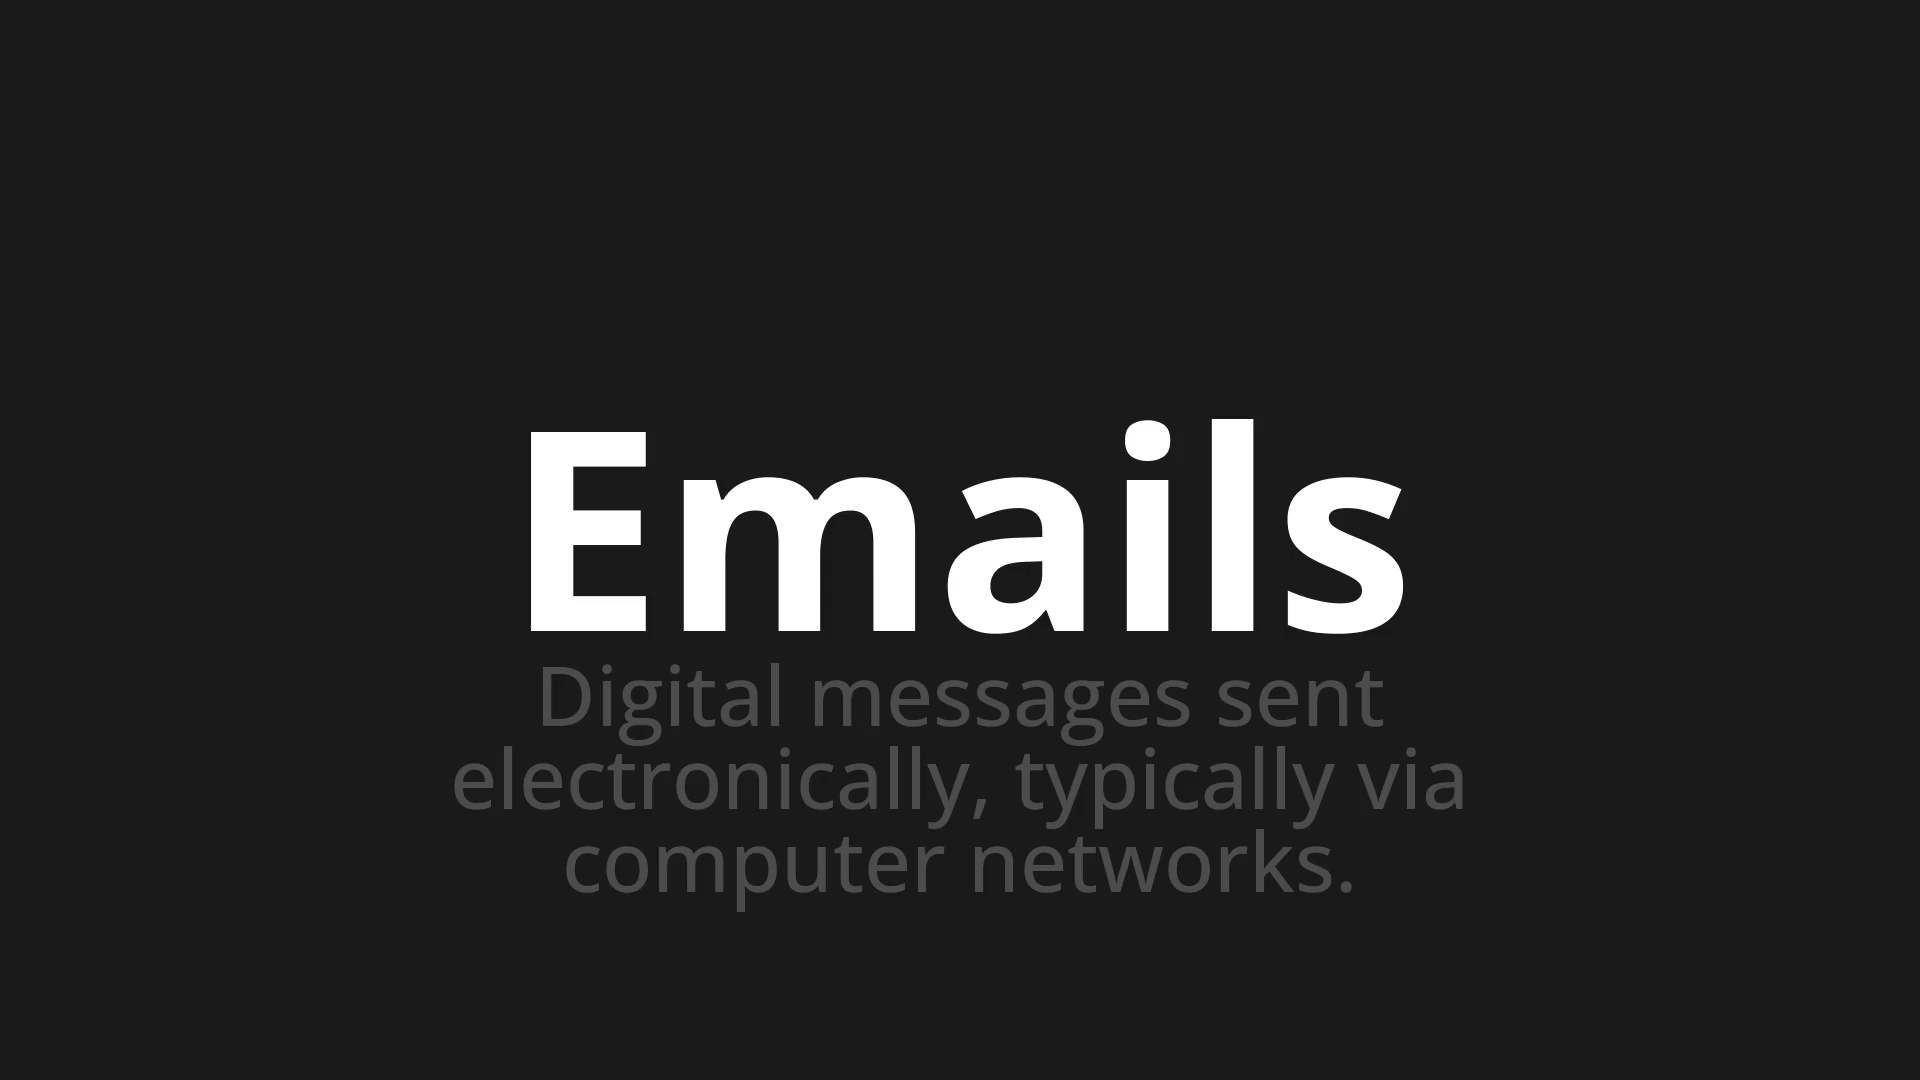 Emails
Digital messages sent
electronically, typically via
computer networks.